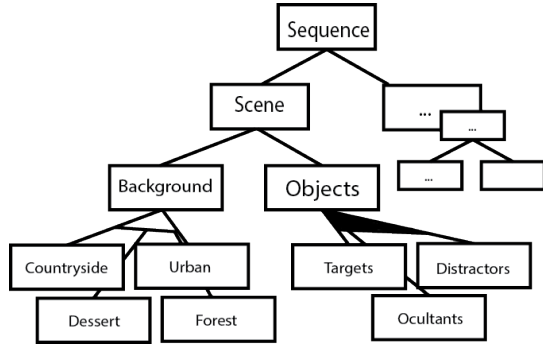 Sequence
Scene
...
...
Background
Objects
...
Countryside
Urban
Targets
Distractors
Dessert
Forest
Ocultants